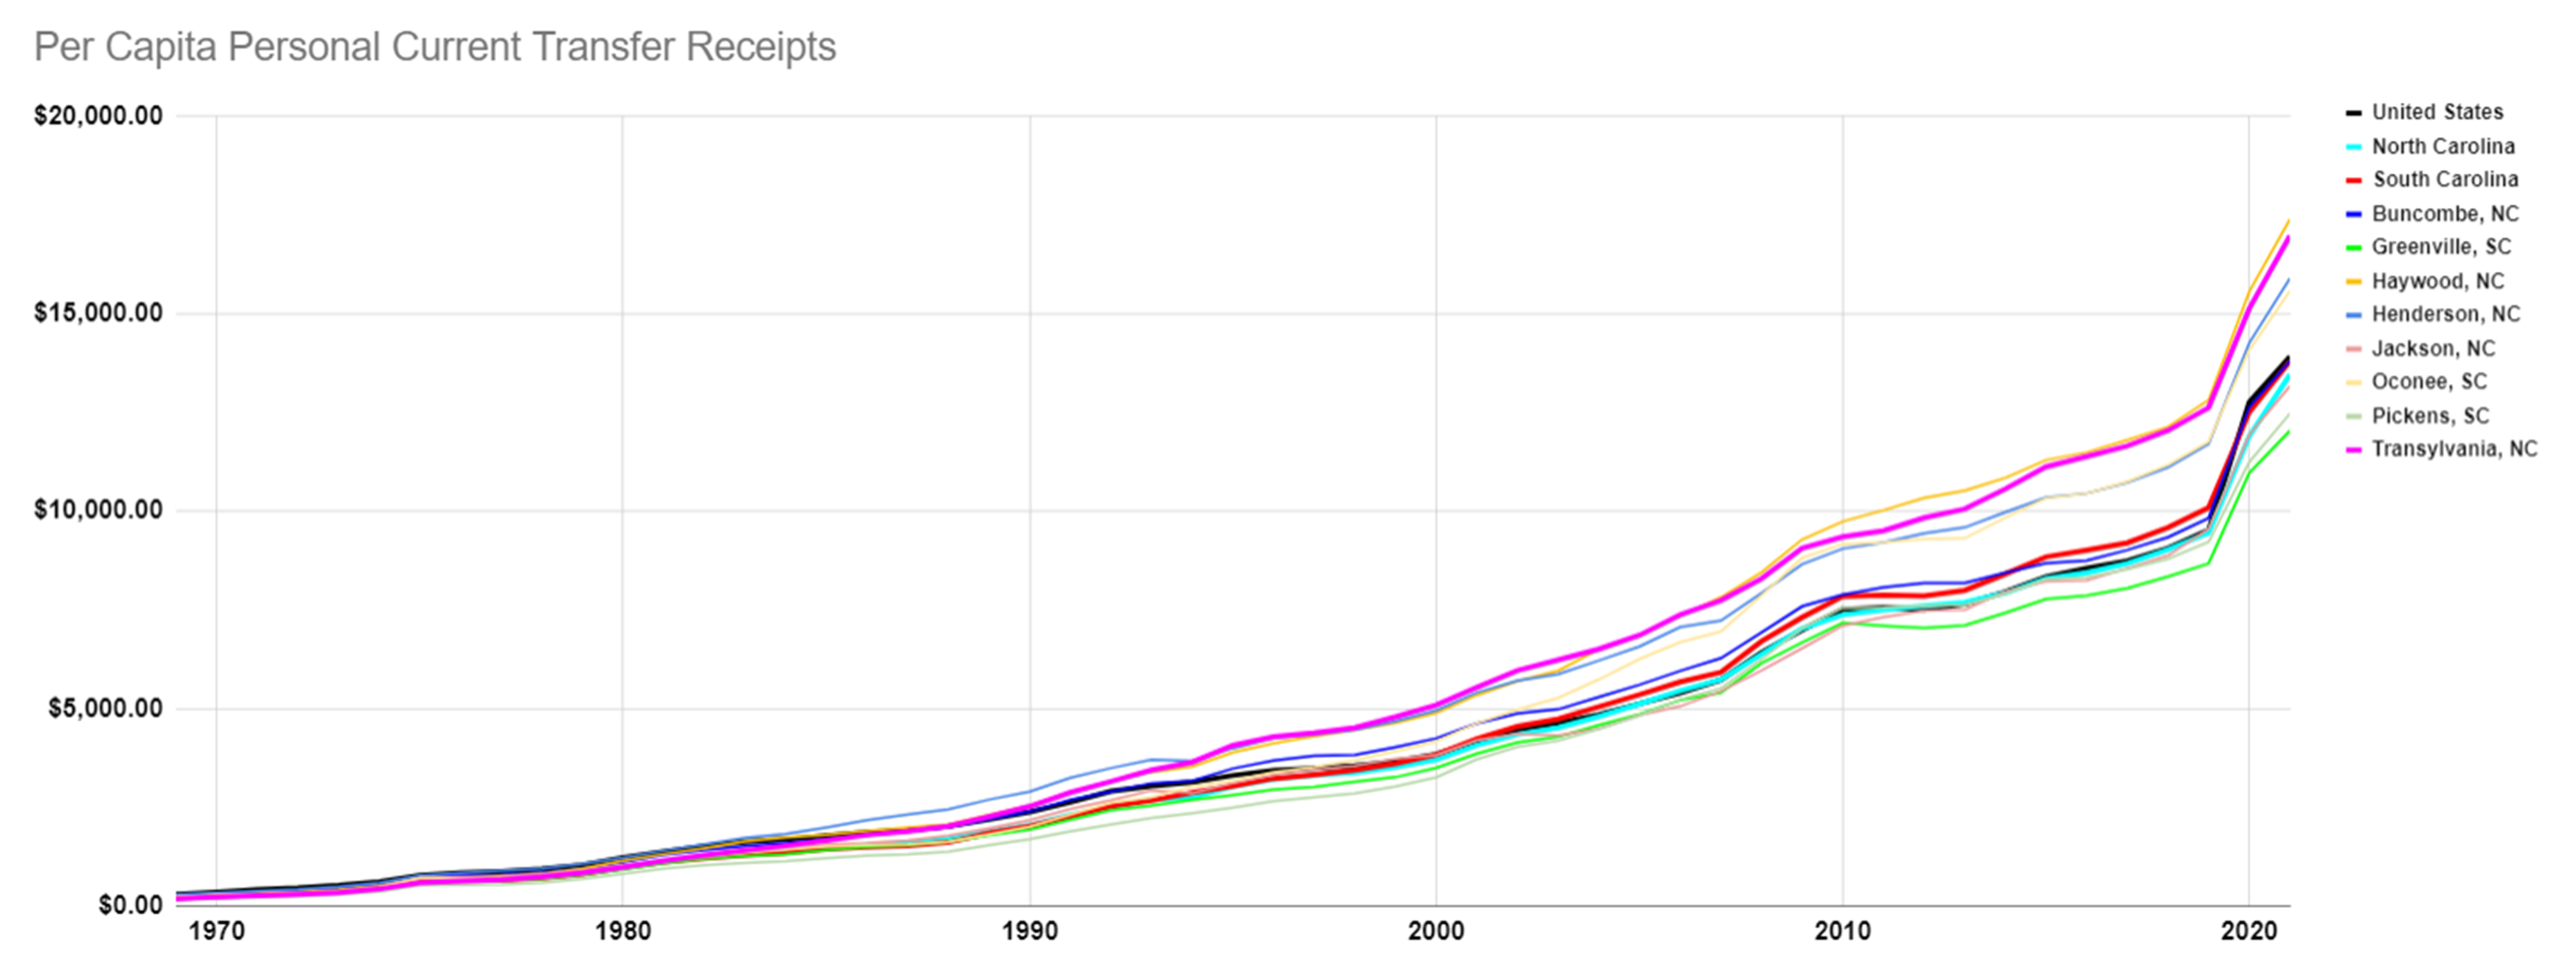 Per Capita Personal Current Transfer Receipts
$20,000.00
$15,000.00
$10,000.00
$5,000.00
$0.00
1970 1980 1990 2000 2010 2020
United States
North Carolina
South Carolina
Buncombe, NC
Greenville, SC
Haywood, NC
Henderson, NC
Jackson, NC
Oconee, SC
Pickens, SC
Transylvania, NC